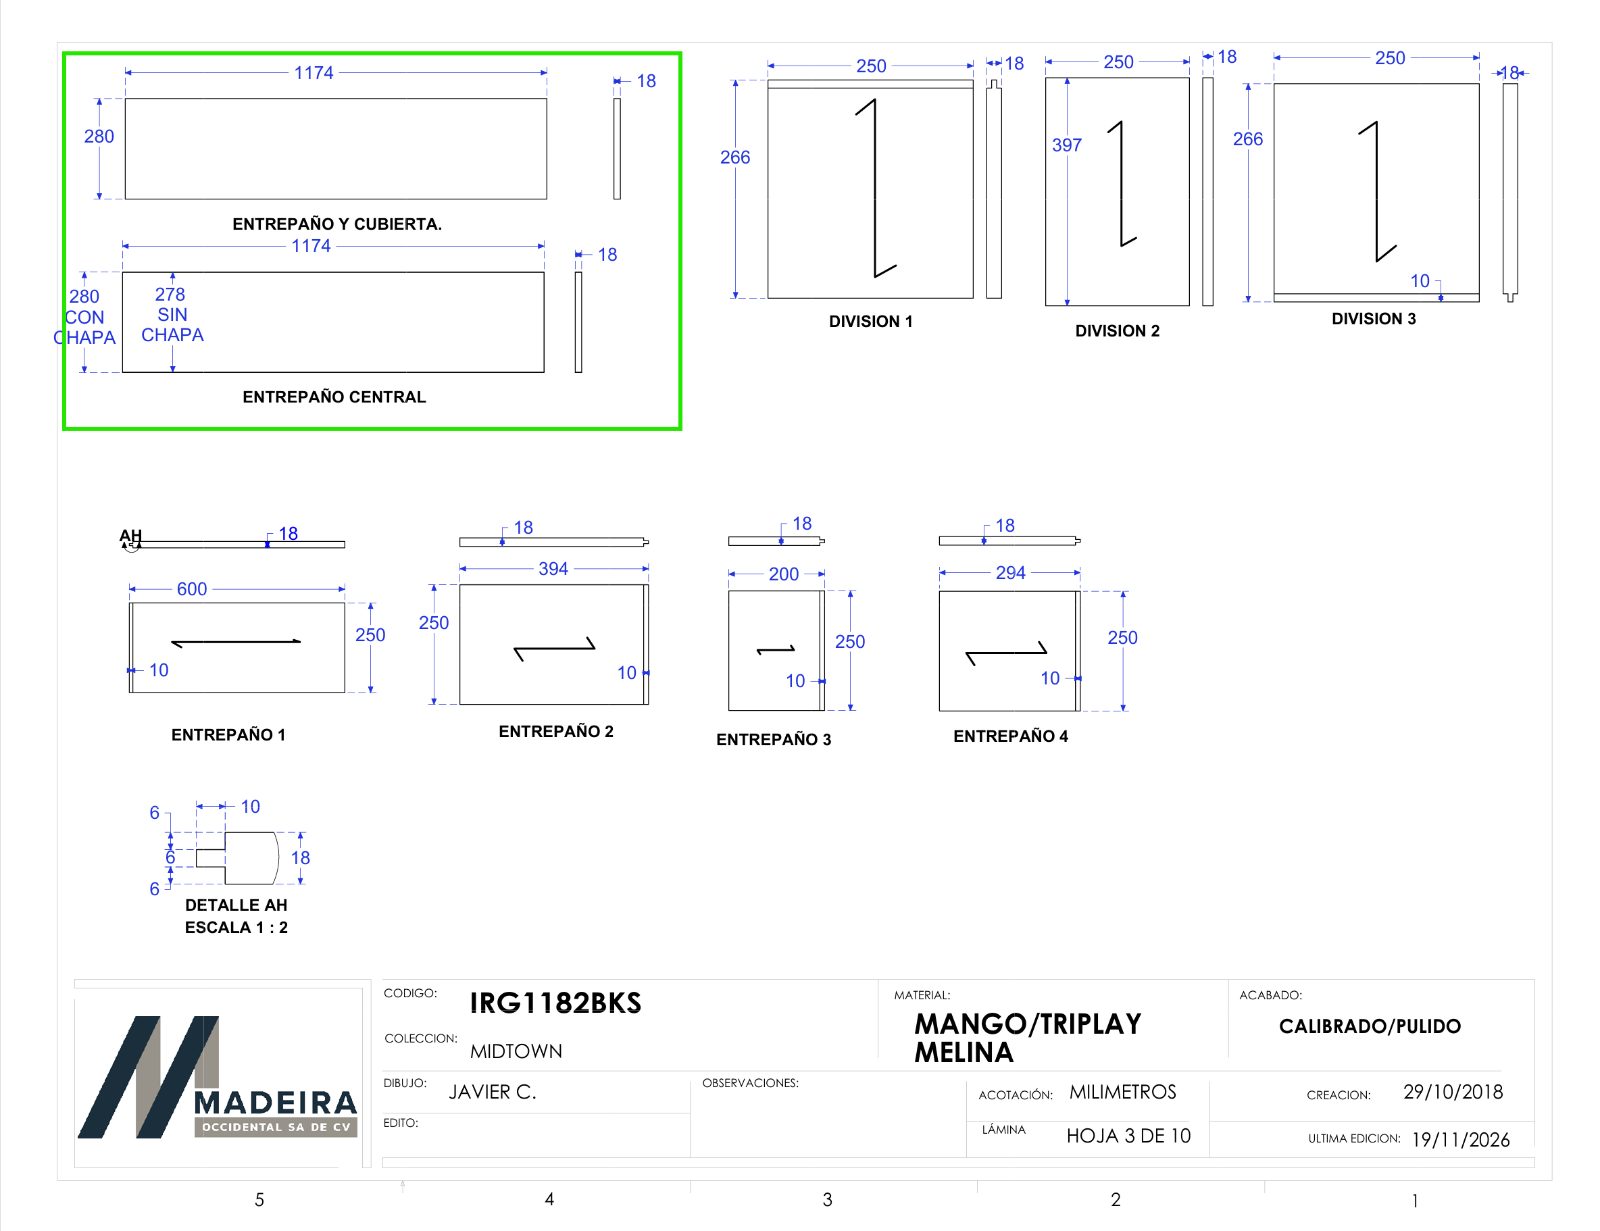 1174
18
280
ENTREPAÑO Y CUBIERTA.
1174
18
280
CON
CHAPA
278
SIN
CHAPA
ENTREPAÑO CENTRAL
250
18
266
DIVISION 1
250
18
397
DIVISION 2
250
18
266
10
DIVISION 3
AH
18
600
250
10
ENTREPAÑO 1
18
394
250
10
ENTREPAÑO 2
18
200
250
10
ENTREPAÑO 3
18
294
250
10
ENTREPAÑO 4
6
10
6
18
6
DETALLE AH
ESCALA 1 : 2
MADEIRA
OCCIDENTAL SA DE CV
CODIGO: IRG1182BKS
COLECCION: MIDTOWN
MATERIAL:
MANGO/TRIPLAY
MELINA
ACABADO:
CALIBRADO/PULIDO
DIBUJO: JAVIER C.
EDITO:
OBSERVACIONES:
ACOTACIÓN: MILIMETROS
LÁMINA HOJA 3 DE 10
CREACION: 29/10/2018
ULTIMA EDICION: 19/11/2026
5 4 3 2 1